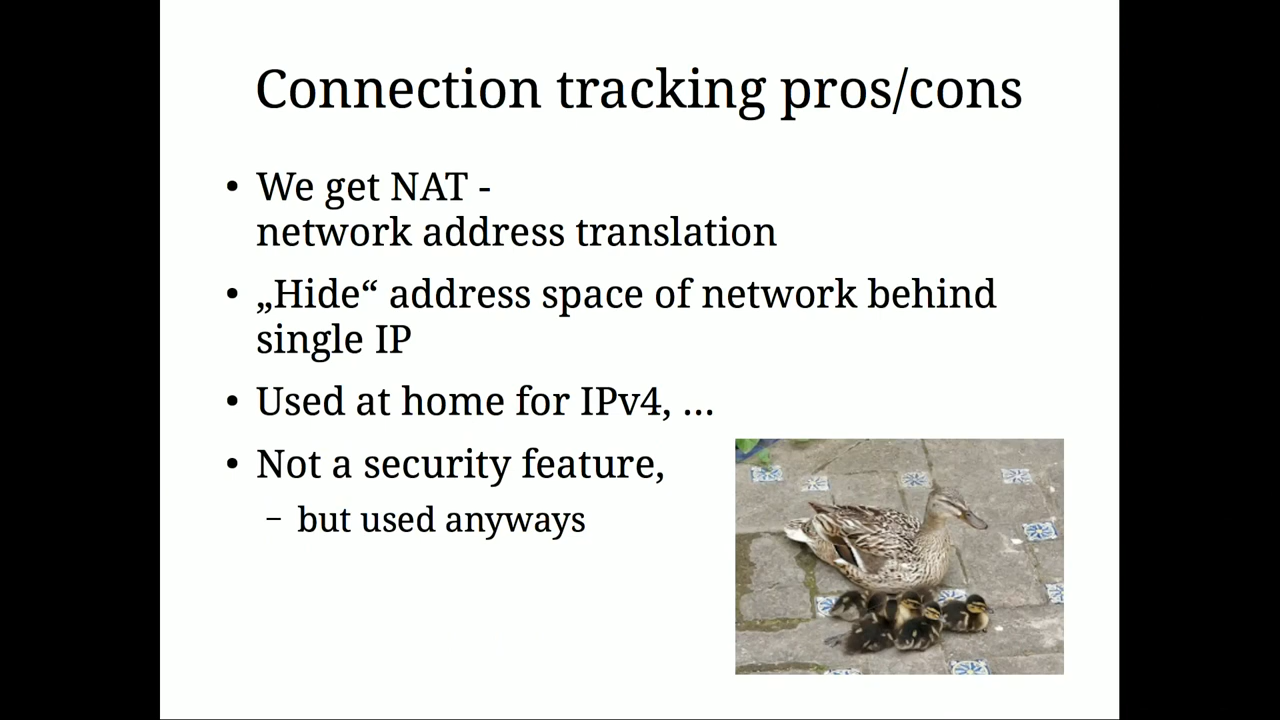 Connection tracking pros/cons
• We get NAT -
network address translation
• „Hide“ address space of network behind
single IP
• Used at home for IPv4, …
• Not a security feature,
– but used anyways